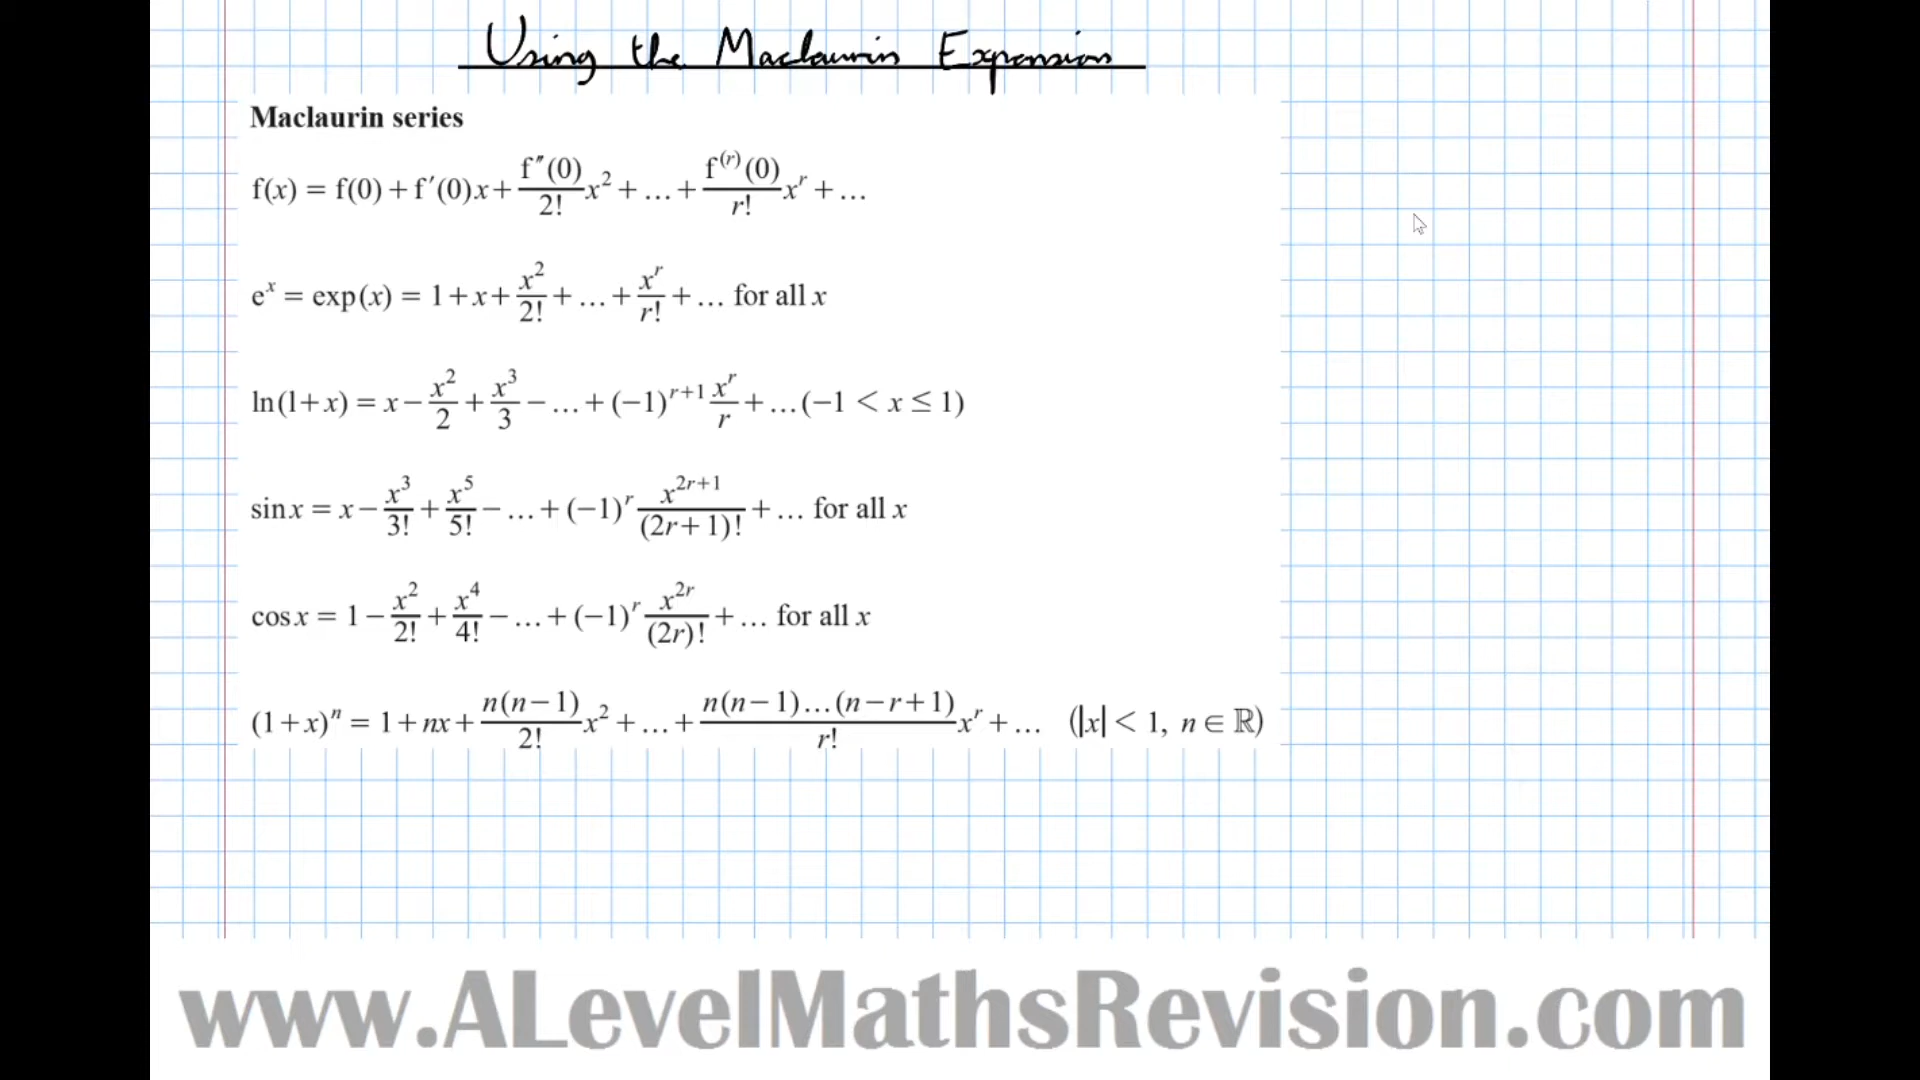 Using the Maclaurin Expansion
Maclaurin series
f(x) = f(0) + f′(0)x + f″(0)/2! x² + … + f⁽ʳ⁾(0)/r! xʳ + …
eˣ = exp(x) = 1 + x + x²/2! + … + xʳ/r! + … for all x
ln(1+x) = x − x²/2 + x³/3 − … + (−1)ʳ⁺¹ xʳ/r + … (−1 < x ≤ 1)
sin x = x − x³/3! + x⁵/5! − … + (−1)ʳ x²ʳ⁺¹/(2r+1)! + … for all x
cos x = 1 − x²/2! + x⁴/4! − … + (−1)ʳ x²ʳ/(2r)! + … for all x
(1+x)ⁿ = 1 + nx + n(n−1)/2! x² + … + n(n−1)…(n−r+1)/r! xʳ + … (|x| < 1, n ∈ ℝ)
www.ALevelMathsRevision.com